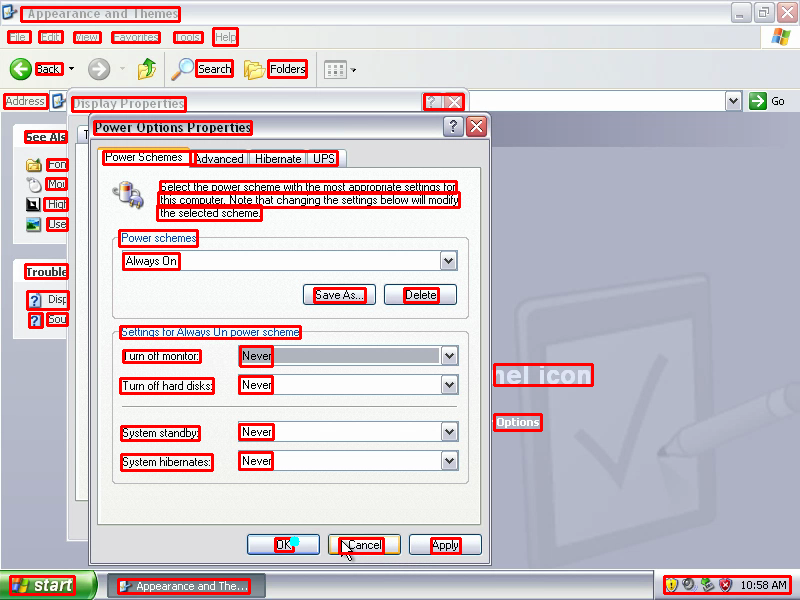 Appearance and Themes
File Edit View Favorites Tools Help
Back Search Folders
Address Display Properties ? Go
Power Options Properties ?
See Als
Fon
Mou
High
Use
Trouble
Disp
Sou
Power Schemes Advanced Hibernate UPS
Select the power scheme with the most appropriate settings for
this computer. Note that changing the settings below will modify
the selected scheme.
Power schemes
Always On
Save As... Delete
Settings for Always On power scheme
Turn off monitor: Never
nel icon
Turn off hard disks: Never
Options
System standby: Never
System hibernates: Never
OK Cancel Apply
start Appearance and The... 10:58 AM